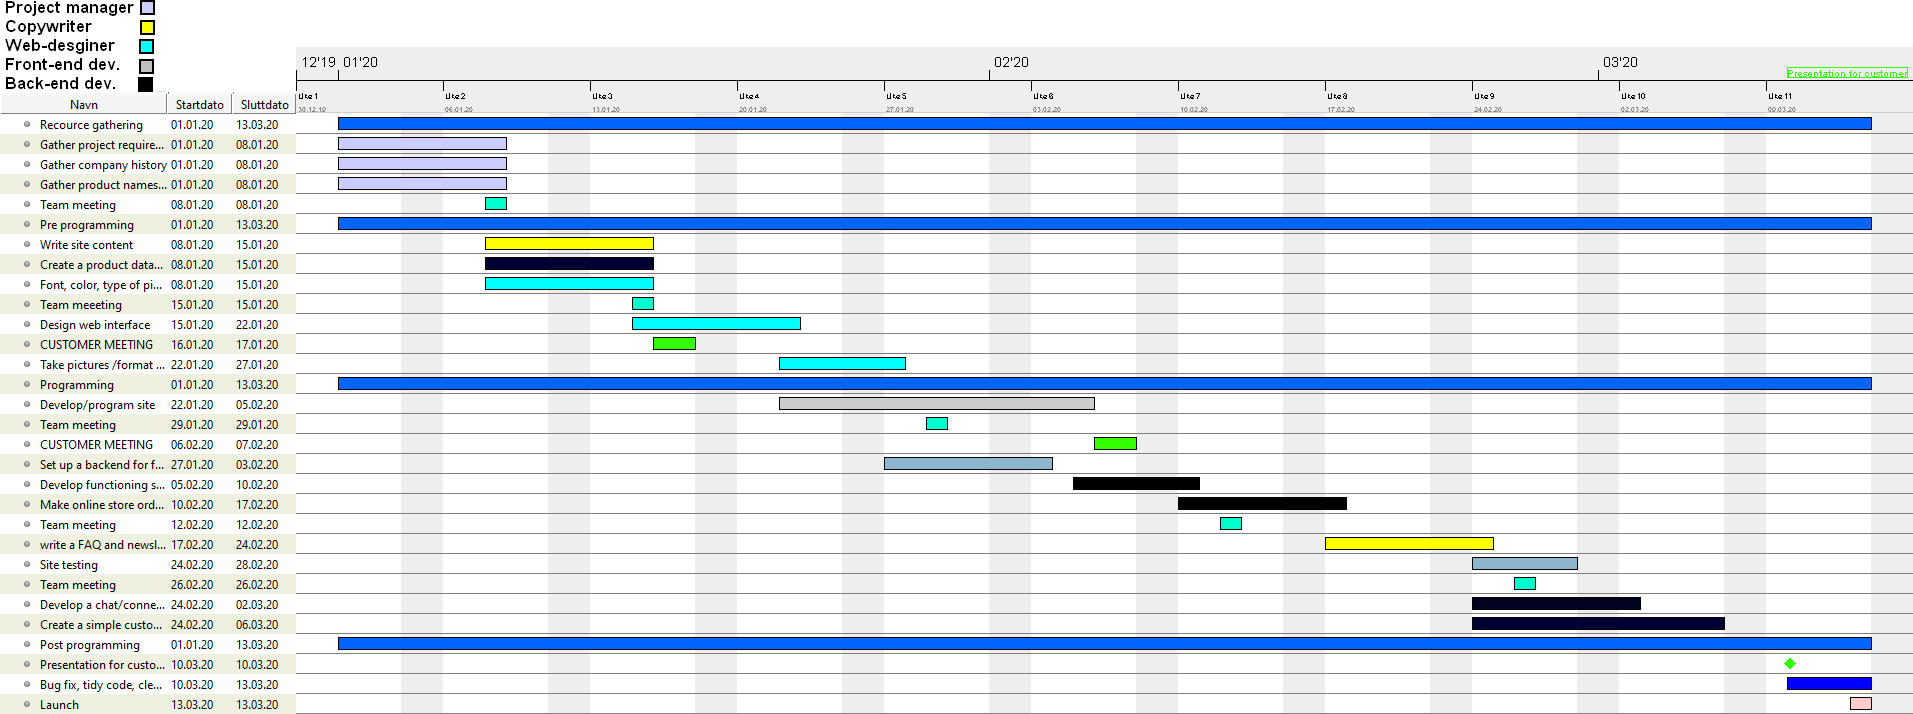 Project manager
Copywriter
Web-desginer
Front-end dev.
Back-end dev.
12'19 01'20 02'20 03'20
Presentation for customer
Uke 1 Uke 2 Uke 3 Uke 4 Uke 5 Uke 6 Uke 7 Uke 8 Uke 9 Uke 10 Uke 11
30.12.19 06.01.20 13.01.20 20.01.20 27.01.20 03.02.20 10.02.20 17.02.20 24.02.20 02.03.20 09.03.20
Navn Startdato Sluttdato
Recource gathering 01.01.20 13.03.20
Gather project require... 01.01.20 08.01.20
Gather company history 01.01.20 08.01.20
Gather product names... 01.01.20 08.01.20
Team meeting 08.01.20 08.01.20
Pre programming 01.01.20 13.03.20
Write site content 08.01.20 15.01.20
Create a product data... 08.01.20 15.01.20
Font, color, type of pi... 08.01.20 15.01.20
Team meeeting 15.01.20 15.01.20
Design web interface 15.01.20 22.01.20
CUSTOMER MEETING 16.01.20 17.01.20
Take pictures /format ... 22.01.20 27.01.20
Programming 01.01.20 13.03.20
Develop/program site 22.01.20 05.02.20
Team meeting 29.01.20 29.01.20
CUSTOMER MEETING 06.02.20 07.02.20
Set up a backend for f... 27.01.20 03.02.20
Develop functioning s... 05.02.20 10.02.20
Make online store ord... 10.02.20 17.02.20
Team meeting 12.02.20 12.02.20
write a FAQ and newsl... 17.02.20 24.02.20
Site testing 24.02.20 28.02.20
Team meeting 26.02.20 26.02.20
Develop a chat/conne... 24.02.20 02.03.20
Create a simple custo... 24.02.20 06.03.20
Post programming 01.01.20 13.03.20
Presentation for custo... 10.03.20 10.03.20
Bug fix, tidy code, cle... 10.03.20 13.03.20
Launch 13.03.20 13.03.20